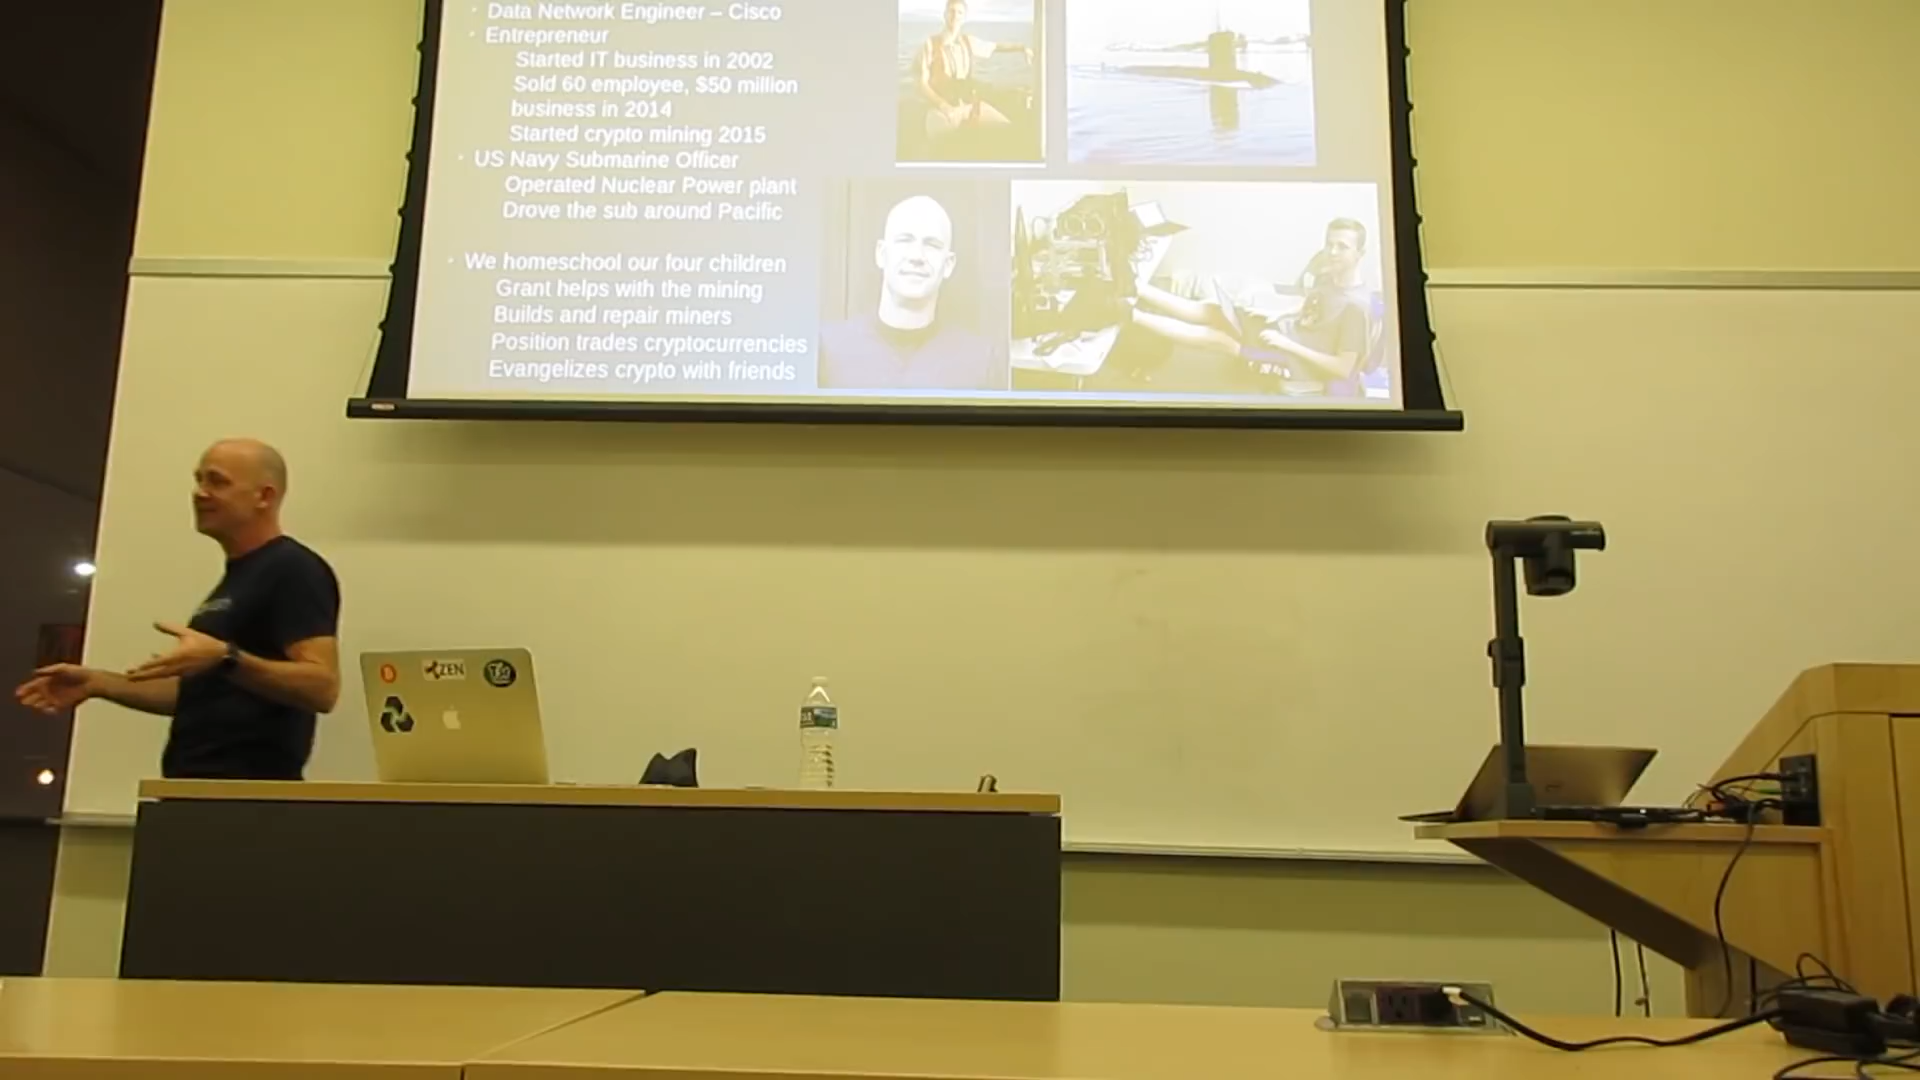 Data Network Engineer – Cisco
Entrepreneur
Started IT business in 2002
Sold 60 employee, $50 million
business in 2014
Started crypto mining 2015
US Navy Submarine Officer
Operated Nuclear Power plant
Drove the sub around Pacific
We homeschool our four children
Grant helps with the mining
Builds and repair miners
Position trades cryptocurrencies
Evangelizes crypto with friends
ZEN